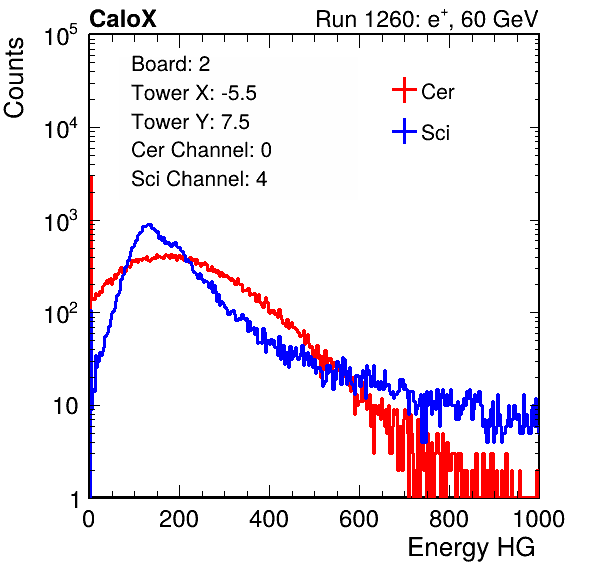 CaloX Run 1260: e⁺, 60 GeV
Counts
Board: 2
Tower X: -5.5
Tower Y: 7.5
Cer Channel: 0
Sci Channel: 4
Cer
Sci
10⁵
10⁴
10³
10²
10
1
0 200 400 600 800 1000
Energy HG